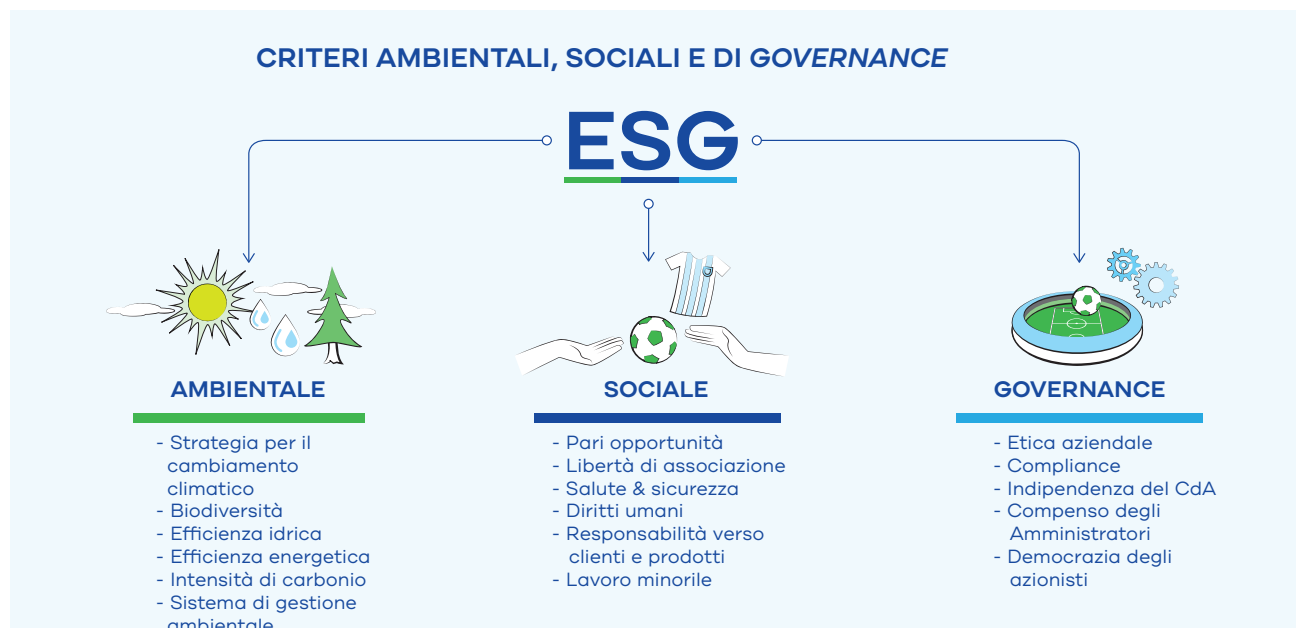 CRITERI AMBIENTALI, SOCIALI E DI GOVERNANCE
ESG
AMBIENTALE
- Strategia per il
cambiamento
climatico
- Biodiversità
- Efficienza idrica
- Efficienza energetica
- Intensità di carbonio
- Sistema di gestione
ambientale
SOCIALE
- Pari opportunità
- Libertà di associazione
- Salute & sicurezza
- Diritti umani
- Responsabilità verso
clienti e prodotti
- Lavoro minorile
GOVERNANCE
- Etica aziendale
- Compliance
- Indipendenza del CdA
- Compenso degli
Amministratori
- Democrazia degli
azionisti